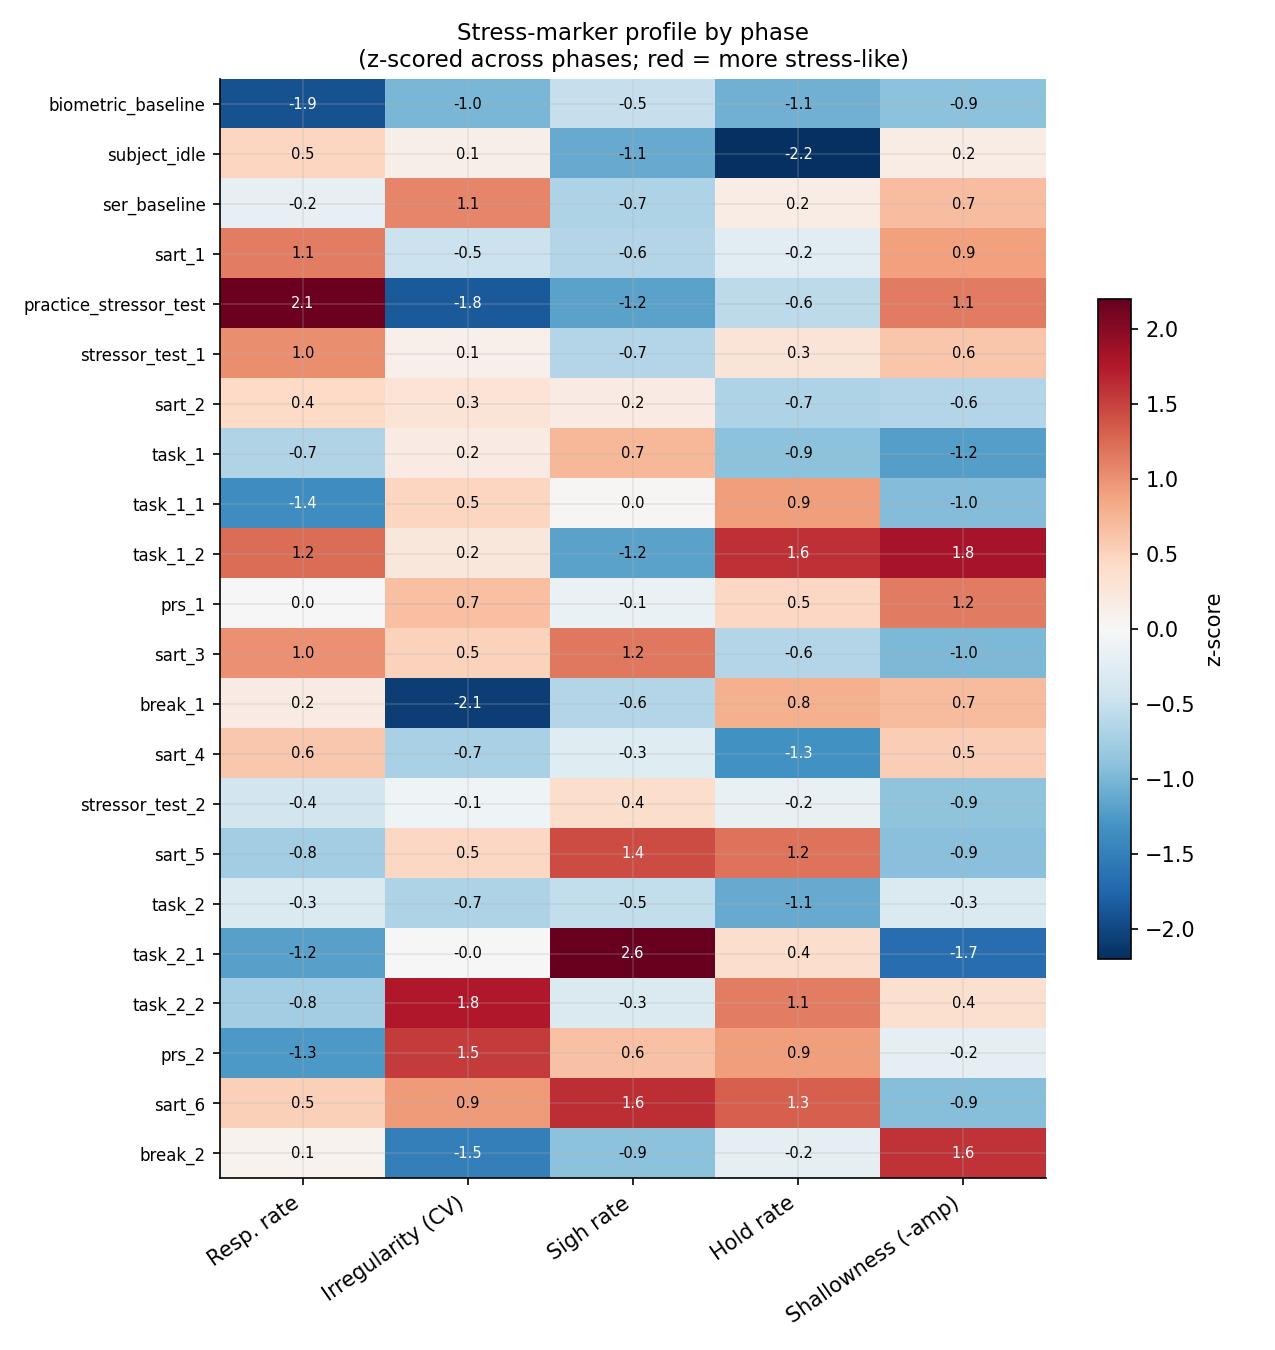 Stress-marker profile by phase
(z-scored across phases; red = more stress-like)
biometric_baseline -1.9 -1.0 -0.5 -1.1 -0.9
subject_idle 0.5 0.1 -1.1 -2.2 0.2
ser_baseline -0.2 1.1 -0.7 0.2 0.7
sart_1 1.1 -0.5 -0.6 -0.2 0.9
practice_stressor_test 2.1 -1.8 -1.2 -0.6 1.1
stressor_test_1 1.0 0.1 -0.7 0.3 0.6
sart_2 0.4 0.3 0.2 -0.7 -0.6
task_1 -0.7 0.2 0.7 -0.9 -1.2
task_1_1 -1.4 0.5 0.0 0.9 -1.0
task_1_2 1.2 0.2 -1.2 1.6 1.8
prs_1 0.0 0.7 -0.1 0.5 1.2
sart_3 1.0 0.5 1.2 -0.6 -1.0
break_1 0.2 -2.1 -0.6 0.8 0.7
sart_4 0.6 -0.7 -0.3 -1.3 0.5
stressor_test_2 -0.4 -0.1 0.4 -0.2 -0.9
sart_5 -0.8 0.5 1.4 1.2 -0.9
task_2 -0.3 -0.7 -0.5 -1.1 -0.3
task_2_1 -1.2 -0.0 2.6 0.4 -1.7
task_2_2 -0.8 1.8 -0.3 1.1 0.4
prs_2 -1.3 1.5 0.6 0.9 -0.2
sart_6 0.5 0.9 1.6 1.3 -0.9
break_2 0.1 -1.5 -0.9 -0.2 1.6
Resp. rate
Irregularity (CV)
Sigh rate
Hold rate
Shallowness (-amp)
2.0
1.5
1.0
0.5
0.0
−0.5
−1.0
−1.5
−2.0
z-score